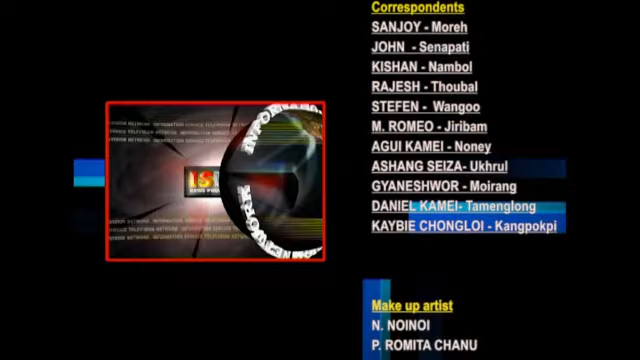 Correspondents
SANJOY - Moreh
JOHN - Senapati
KISHAN - Nambol
RAJESH - Thoubal
STEFEN - Wangoo
M. ROMEO - Jiribam
AGUI KAMEI - Noney
ASHANG SEIZA- Ukhrul
GYANESHWOR - Moirang
DANIEL KAMEI- Tamenglong
KAYBIE CHONGLOI - Kangpokpi
Make up artist
N. NOINOI
P. ROMITA CHANU